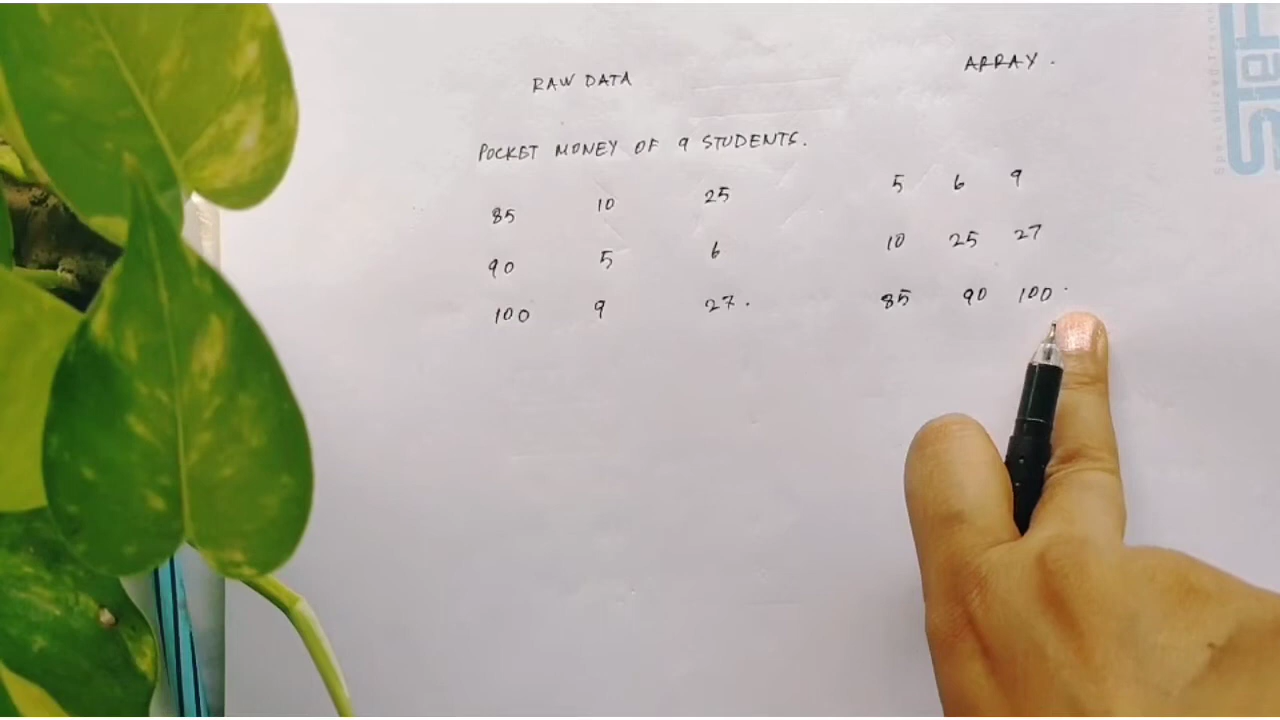 RAW DATA
POCKET MONEY OF 9 STUDENTS.
85 10 25
90 5 6
100 9 27.
ARRAY.
5 6 9
10 25 27
85 90 100.